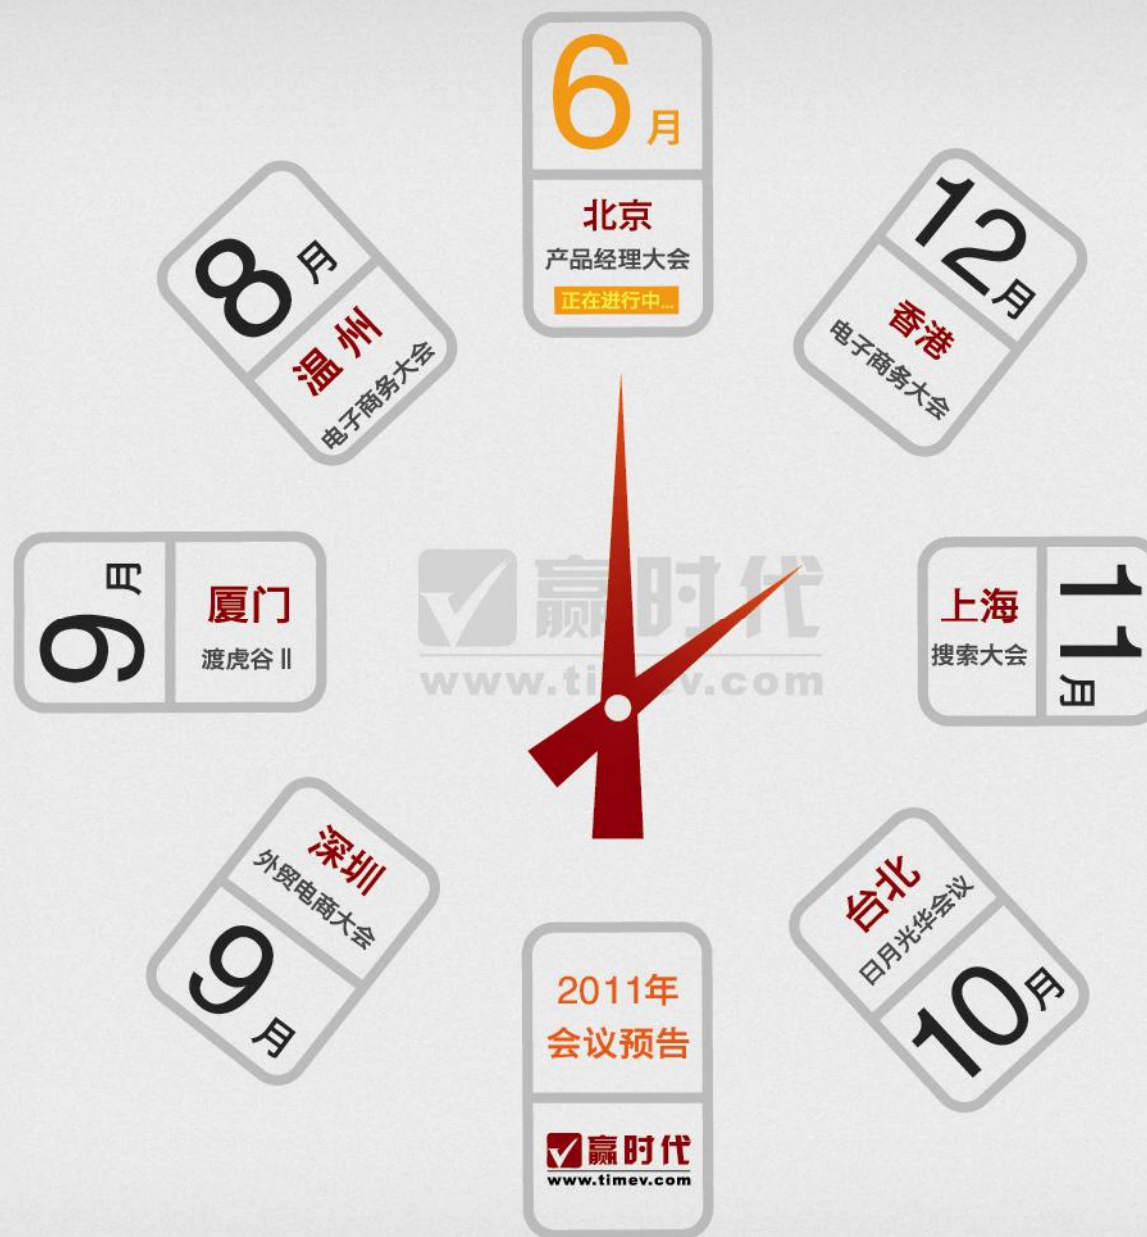 6月
北京
产品经理大会
正在进行中...
12月
香港
电子商务大会
8月
温州
电子商务大会
赢时代
www.timev.com
9月
厦门
渡虎谷 II
上海
搜索大会
11月
深圳
外贸电商大会
9月
台北
日月光华会议
10月
2011年
会议预告
赢时代
www.timev.com